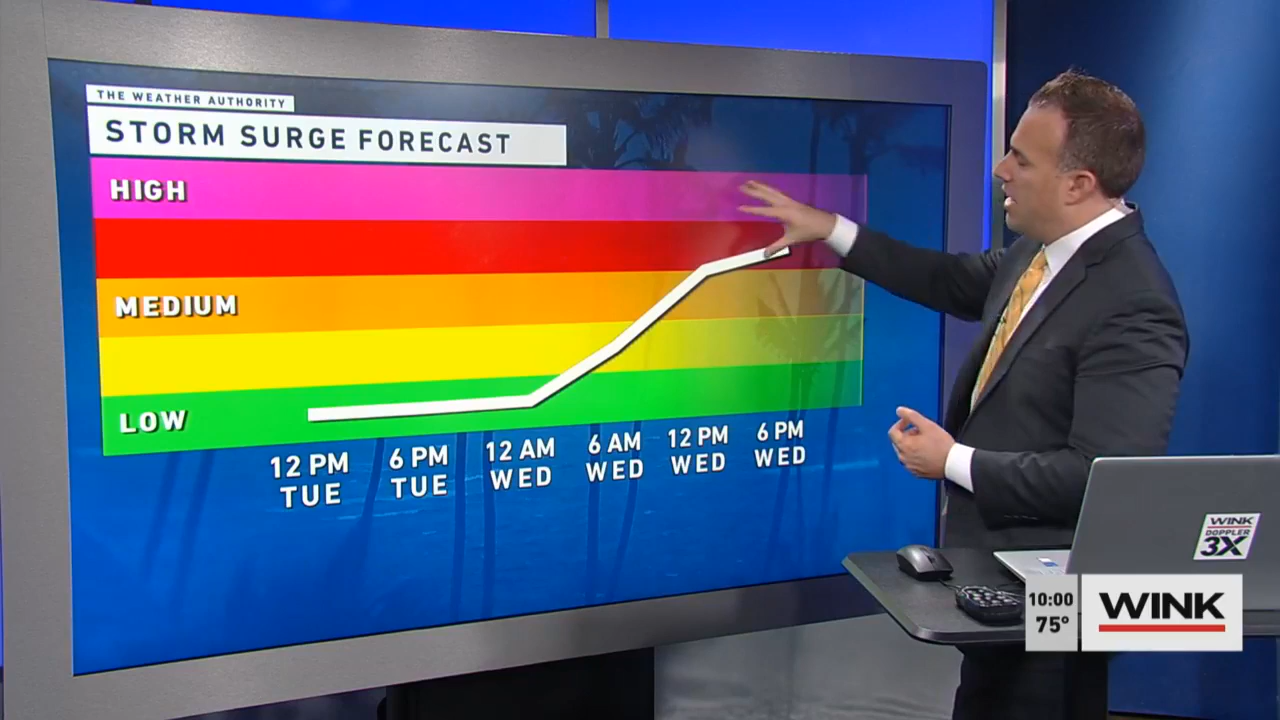 THE WEATHER AUTHORITY
STORM SURGE FORECAST
HIGH
MEDIUM
LOW
12 PM TUE
6 PM TUE
12 AM WED
6 AM WED
12 PM WED
6 PM WED
WINK
DOPPLER
3X
10:00
75°
WINK